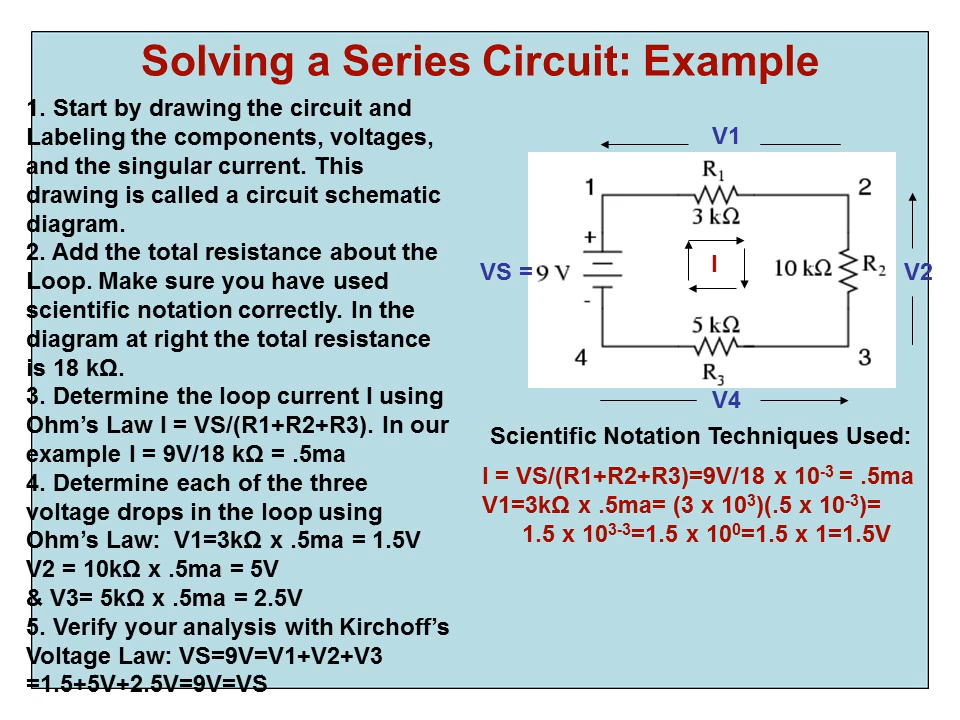 Solving a Series Circuit: Example
1. Start by drawing the circuit and
Labeling the components, voltages,
and the singular current. This
drawing is called a circuit schematic
diagram.
2. Add the total resistance about the
Loop. Make sure you have used
scientific notation correctly. In the
diagram at right the total resistance
is 18 kΩ.
3. Determine the loop current I using
Ohm’s Law I = VS/(R1+R2+R3). In our
example I = 9V/18 kΩ = .5ma
4. Determine each of the three
voltage drops in the loop using
Ohm’s Law:  V1=3kΩ x .5ma = 1.5V
V2 = 10kΩ x .5ma = 5V
& V3= 5kΩ x .5ma = 2.5V
5. Verify your analysis with Kirchoff’s
Voltage Law: VS=9V=V1+V2+V3
=1.5+5V+2.5V=9V=VS
V1
R₁
1
2
3 kΩ
+
I
VS = 9 V
10 kΩ
R₂
V2
-
5 kΩ
4
3
R₃
V4
Scientific Notation Techniques Used:
I = VS/(R1+R2+R3)=9V/18 x 10⁻³ = .5ma
V1=3kΩ x .5ma= (3 x 10³)(.5 x 10⁻³)=
1.5 x 10³⁻³=1.5 x 10⁰=1.5 x 1=1.5V